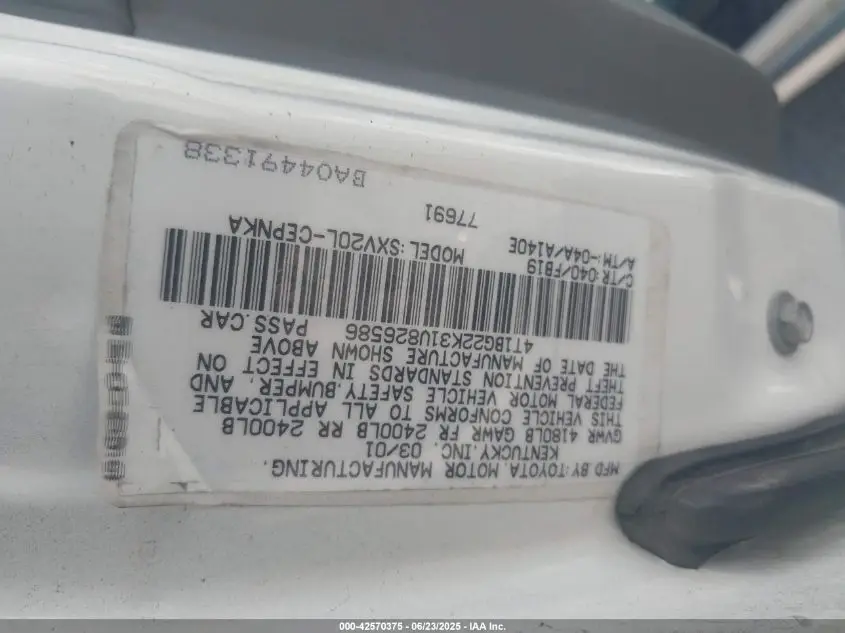 MFD.BY:TOYOTA MOTOR MANUFACTURING,
KENTUCKY,INC. 03/01
GVWR 4180LB GAWR FR 2400LB RR 2400LB
THIS VEHICLE CONFORMS TO ALL APPLICABLE
FEDERAL MOTOR VEHICLE SAFETY,BUMPER, AND
THEFT PREVENTION STANDARDS IN EFFECT ON
THE DATE OF MANUFACTURE SHOWN ABOVE
4T1BG22K31U826586 PASS.CAR
C/TR:040/FB19 MODEL:SXV20L-CEPNKA
A/TM:-04A/A140E
77691
BA04491338
000-42570375 - 06/23/2025 - IAA Inc.